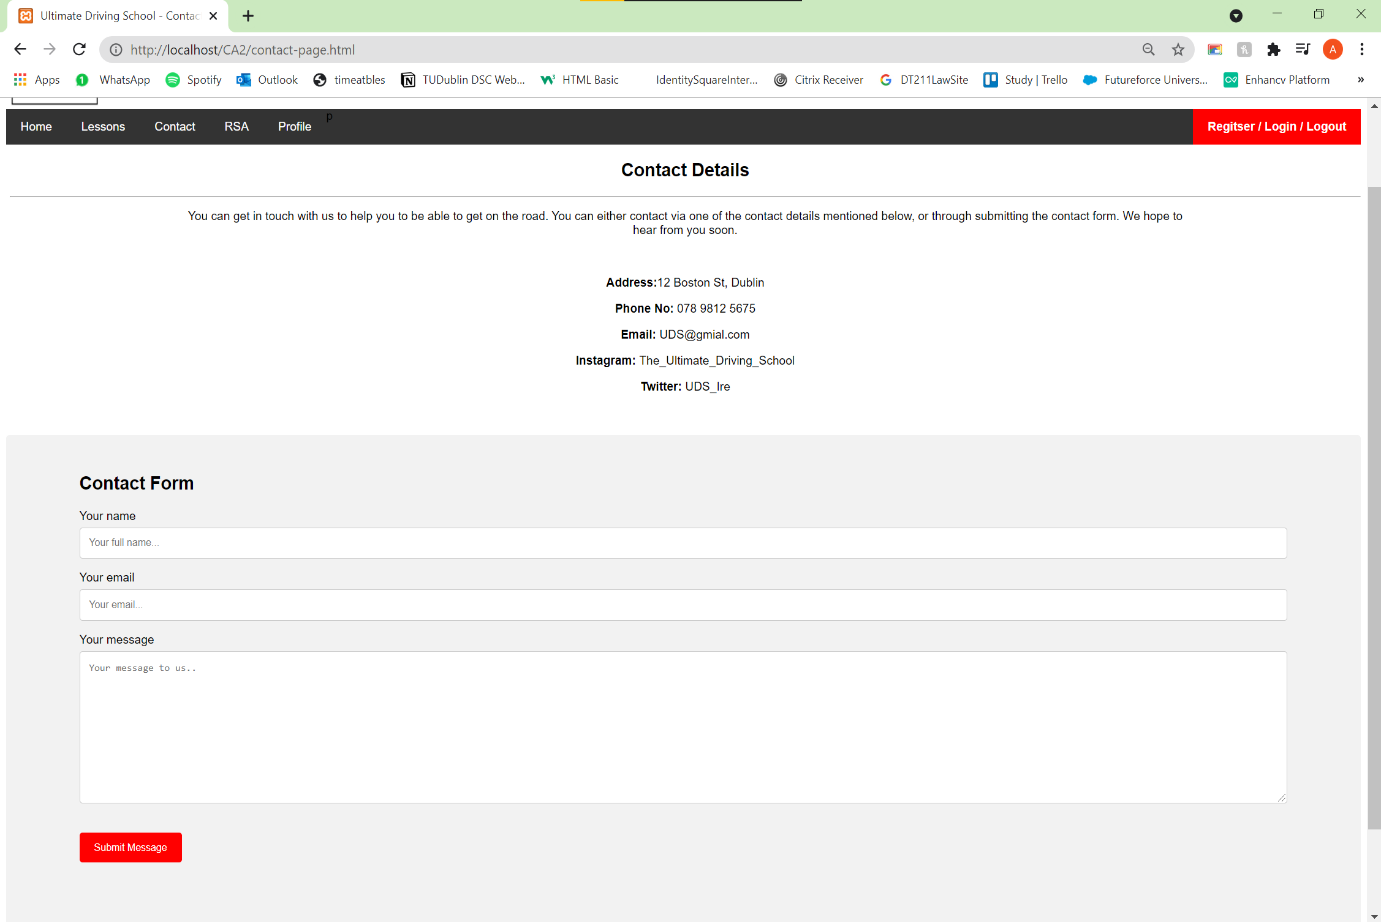 Ultimate Driving School - Contac
http://localhost/CA2/contact-page.html
A
Apps 1 WhatsApp Spotify Outlook timeatbles TUDublin DSC Web... HTML Basic IdentitySquareInter... Citrix Receiver DT211LawSite Study | Trello Futureforce Univers... Enhancv Platform »
Home Lessons Contact RSA Profile p Regitser / Login / Logout
Contact Details
You can get in touch with us to help you to be able to get on the road. You can either contact via one of the contact details mentioned below, or through submitting the contact form. We hope to
hear from you soon.
Address:12 Boston St, Dublin
Phone No: 078 9812 5675
Email: UDS@gmial.com
Instagram: The_Ultimate_Driving_School
Twitter: UDS_Ire
Contact Form
Your name
Your full name...
Your email
Your email...
Your message
Your message to us..
Submit Message